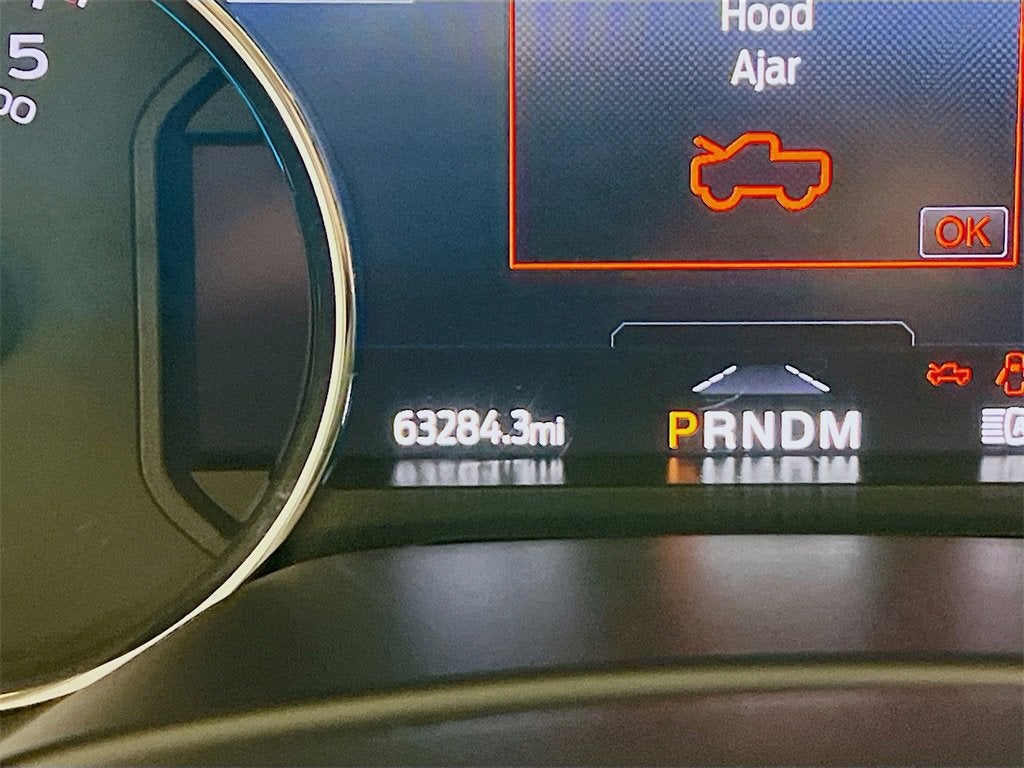 5
Hood
Ajar
OK
63284.3mi
PRNDM